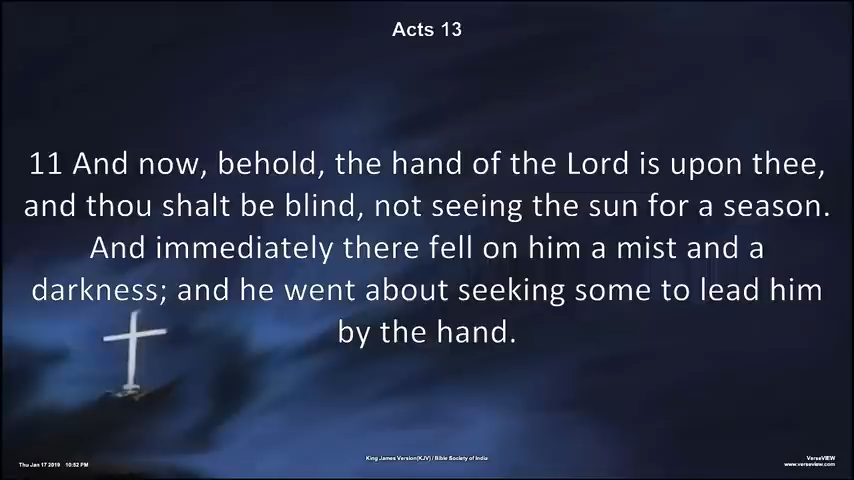 Acts 13
11 And now, behold, the hand of the Lord is upon thee,
and thou shalt be blind, not seeing the sun for a season.
And immediately there fell on him a mist and a
darkness; and he went about seeking some to lead him
by the hand.
Thu Jan 17 2019 10:52 PM
King James Version(KJV) / Bible Society of India
VerseVIEW
www.verseview.com